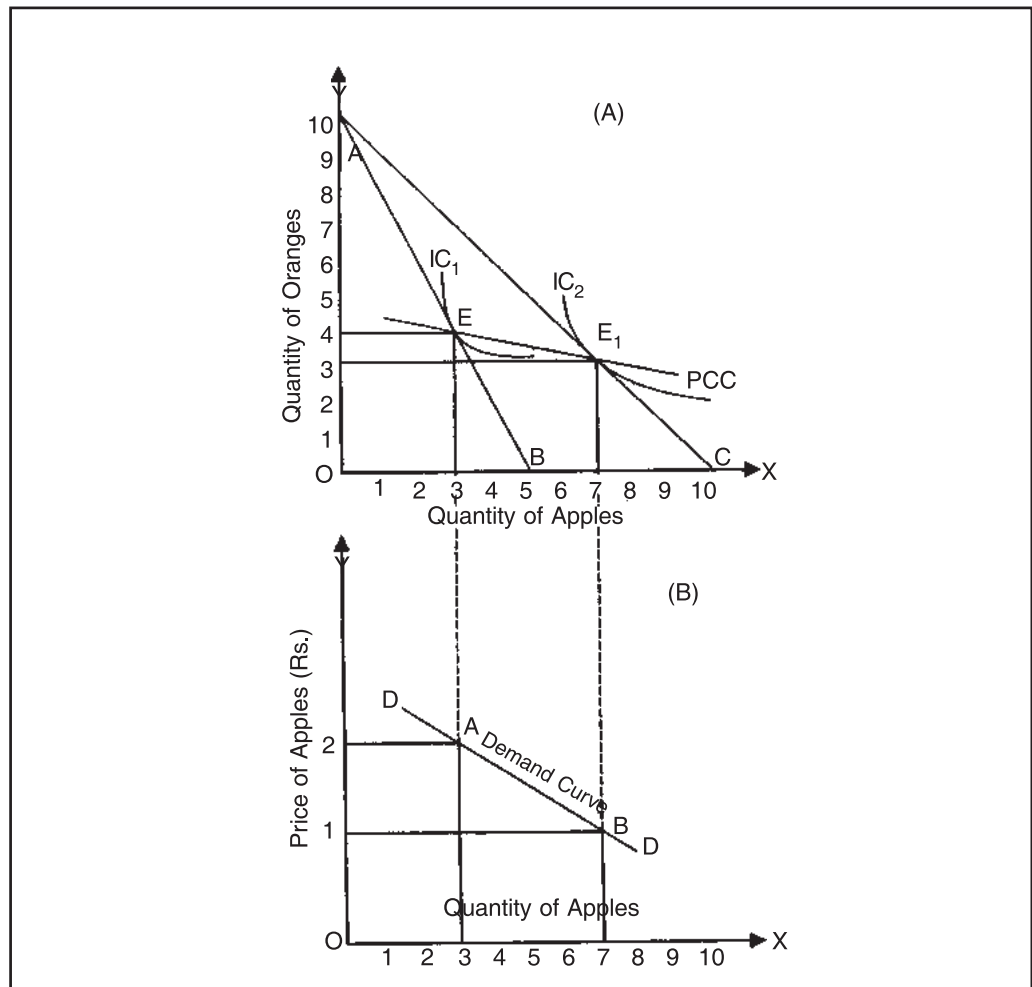 (A)
Quantity of Oranges
10
9
8
7
6
5
4
3
2
1
O
A
IC1
E
IC2
E1
PCC
B
C
X
1 2 3 4 5 6 7 8 9 10
Quantity of Apples
(B)
Price of Apples (Rs.)
D
A
Demand Curve
2
1
B
D
Quantity of Apples
O
X
1 2 3 4 5 6 7 8 9 10